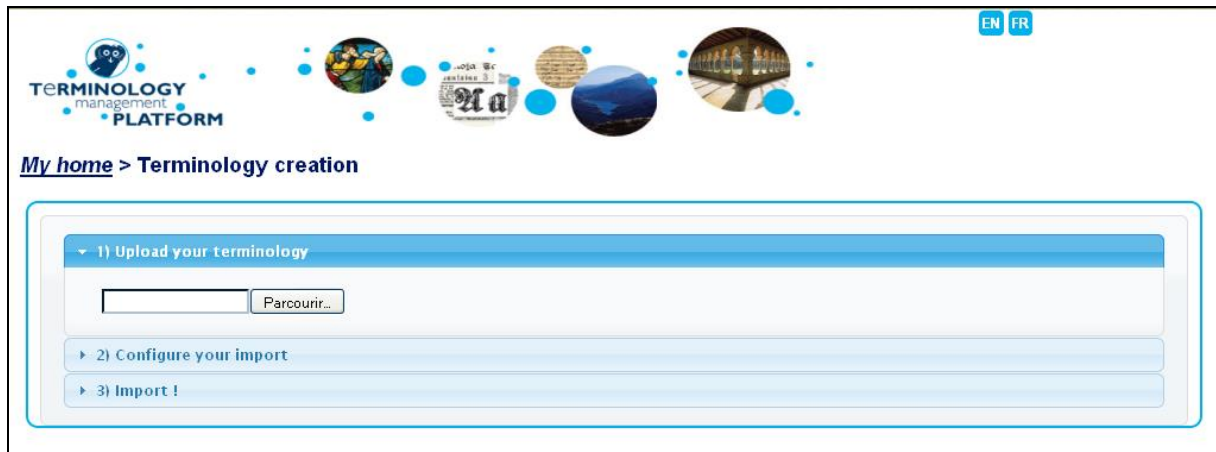 EN FR
TeRMINOLOGY
management
PLATFORM
Aa
My home > Terminology creation
1) Upload your terminology
Parcourir...
2) Configure your import
3) Import !